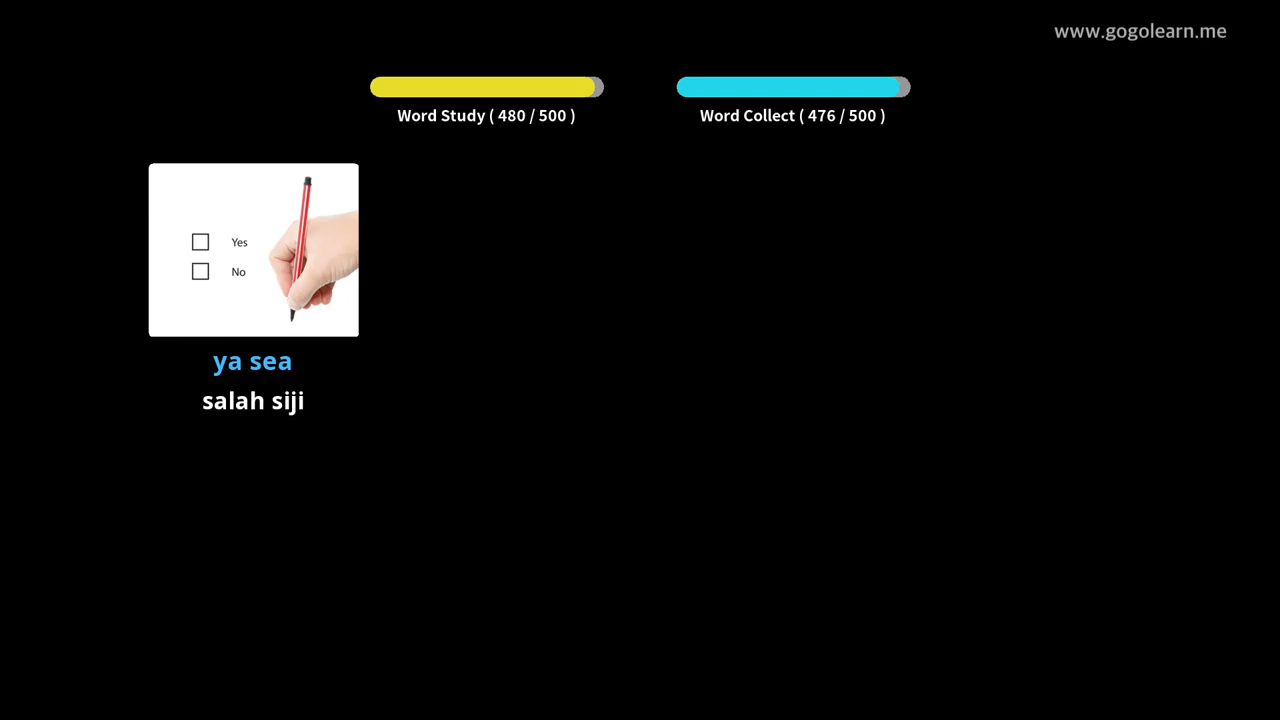 www.gogolearn.me
Word Study ( 480 / 500 )
Word Collect ( 476 / 500 )
Yes
No
ya sea
salah siji